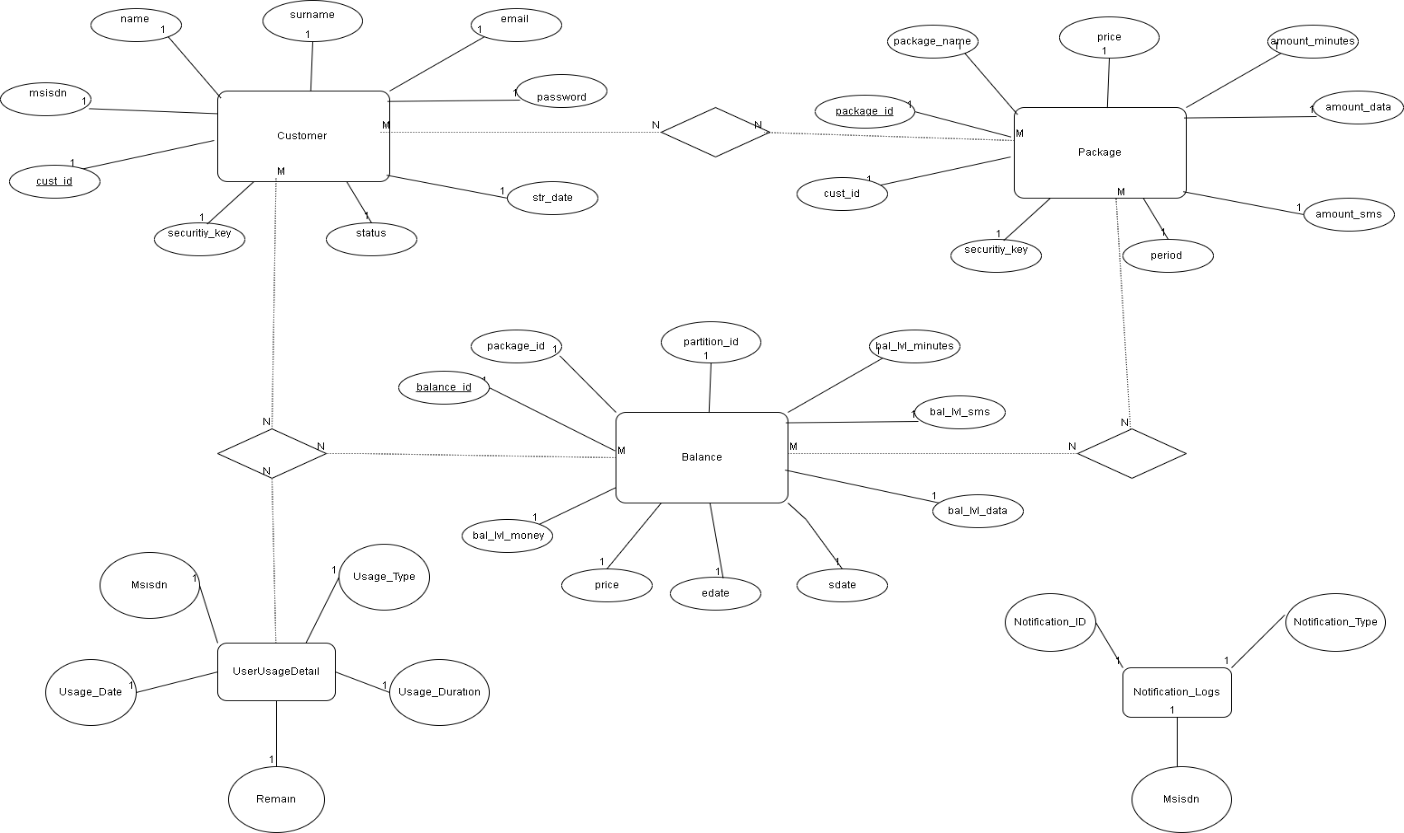 name
1
surname
1
email
1
msisdn
1
password
1
Customer
M
N
N
cust_id
1
M
str_date
1
securitiy_key
1
status
1
package_name
1
price
1
amount_minutes
1
package_id
1
amount_data
1
M
Package
cust_id
1
M
amount_sms
1
securitiy_key
1
period
1
package_id
1
partition_id
1
bal_lvl_minutes
1
balance_id
1
bal_lvl_sms
1
N
N
N
M
Balance
M
N
N
bal_lvl_data
1
bal_lvl_money
1
price
1
edate
1
sdate
1
Msisdn
1
Usage_Type
1
UserUsageDetail
Usage_Date
1
Usage_Duration
1
Remain
1
Notification_ID
1
Notification_Type
1
Notification_Logs
1
Msisdn